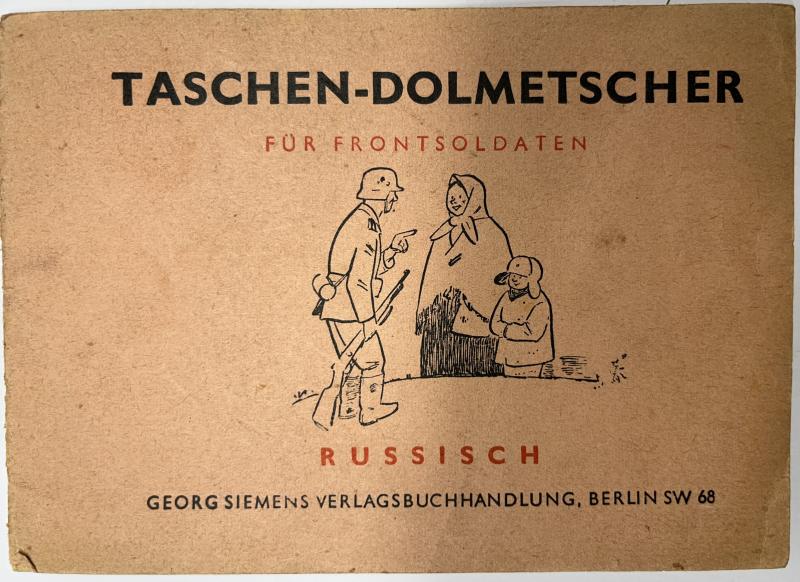 TASCHEN-DOLMETSCHER
FÜR FRONTSOLDATEN
RUSSISCH
GEORG SIEMENS VERLAGSBUCHHANDLUNG, BERLIN SW 68